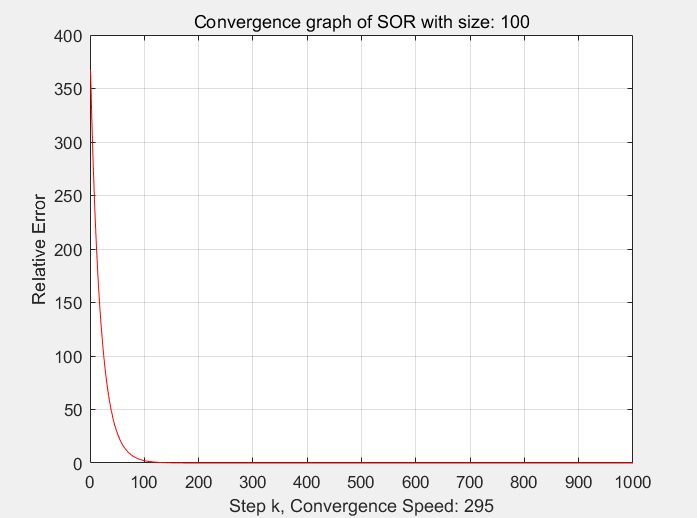 Convergence graph of SOR with size: 100
400
350
300
250
200
150
100
50
0
Relative Error
0 100 200 300 400 500 600 700 800 900 1000
Step k, Convergence Speed: 295